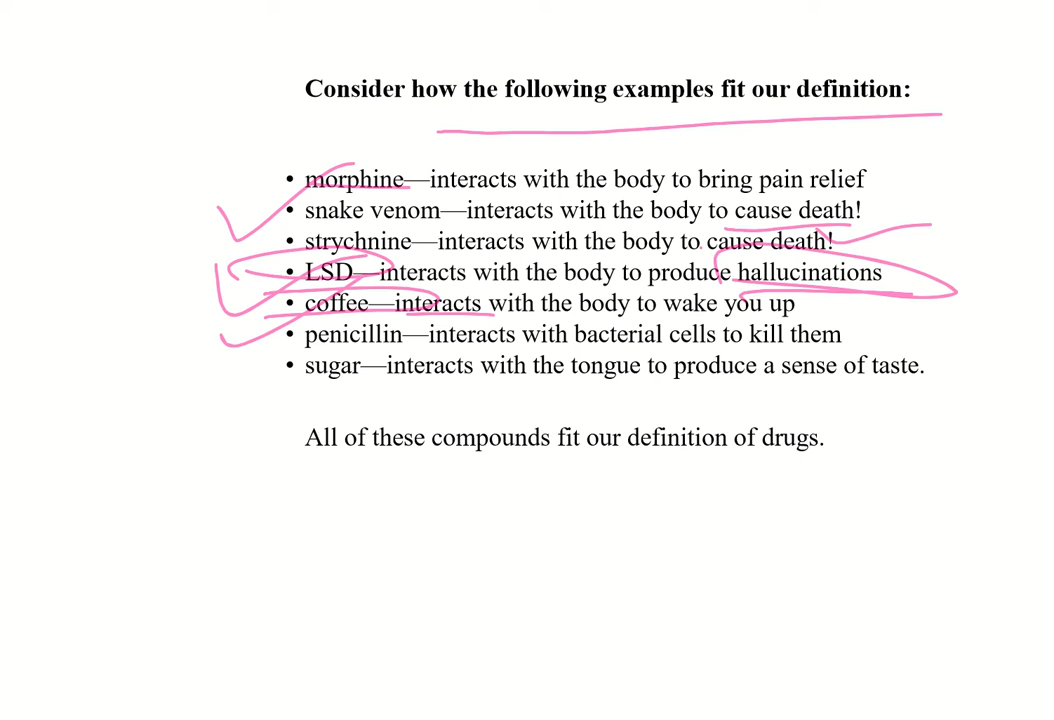 Consider how the following examples fit our definition:
• morphine—interacts with the body to bring pain relief
• snake venom—interacts with the body to cause death!
• strychnine—interacts with the body to cause death!
• LSD—interacts with the body to produce hallucinations
• coffee—interacts with the body to wake you up
• penicillin—interacts with bacterial cells to kill them
• sugar—interacts with the tongue to produce a sense of taste.
All of these compounds fit our definition of drugs.